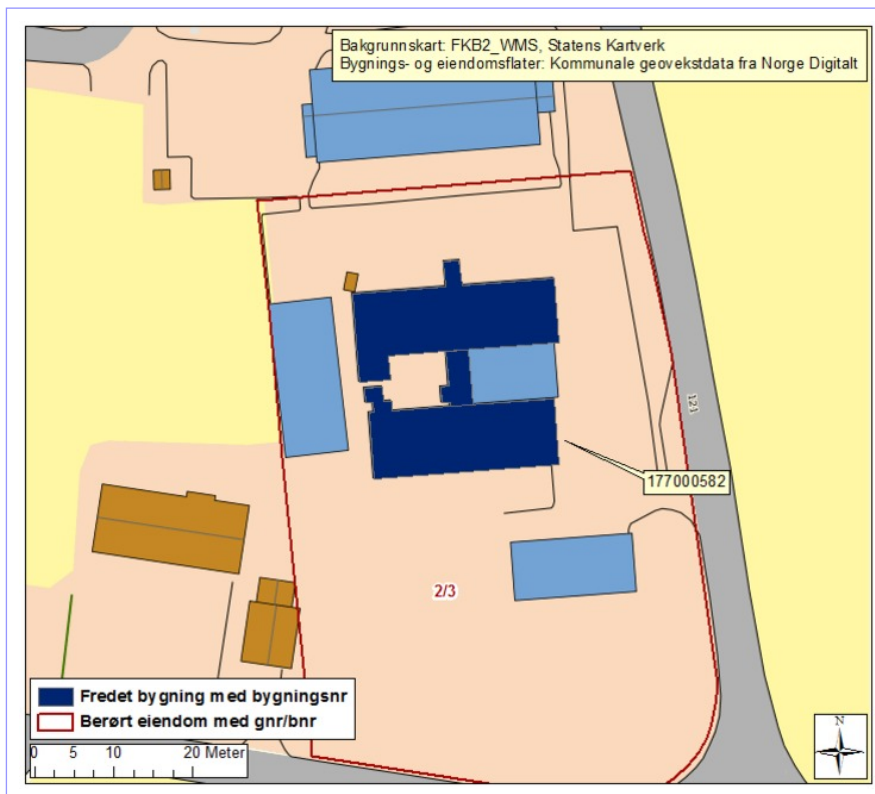 Bakgrunnskart: FKB2_WMS, Statens Kartverk
Bygnings- og eiendomsflater: Kommunale geovekstdata fra Norge Digitalt
121
177000582
2/3
Fredet bygning med bygningsnr
Berørt eiendom med gnr/bnr
0 5 10 20 Meter
N